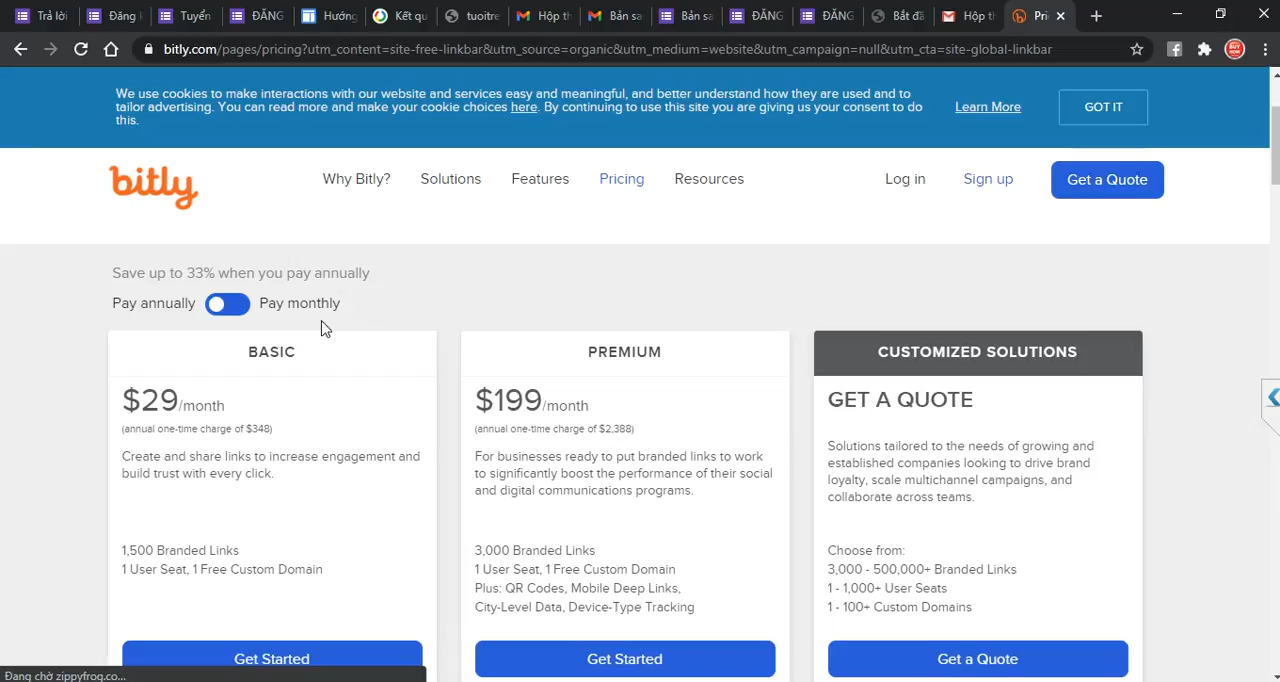 Trả lời
Đăng k
Tuyển
ĐĂNG
Hướng
Kết qu
tuoitre
Hộp th
Bản sa
Bản sa
ĐĂNG
ĐĂNG
Bắt đầ
Hộp th
Pri
bitly.com/pages/pricing?utm_content=site-free-linkbar&utm_source=organic&utm_medium=website&utm_campaign=null&utm_cta=site-global-linkbar
We use cookies to make interactions with our website and services easy and meaningful, and better understand how they are used and to
tailor advertising. You can read more and make your cookie choices here. By continuing to use this site you are giving us your consent to do
this.
Learn More
GOT IT
bitly
Why Bitly?
Solutions
Features
Pricing
Resources
Log in
Sign up
Get a Quote
Save up to 33% when you pay annually
Pay annually
Pay monthly
BASIC
$29/month
(annual one-time charge of $348)
Create and share links to increase engagement and
build trust with every click.
1,500 Branded Links
1 User Seat, 1 Free Custom Domain
Get Started
PREMIUM
$199/month
(annual one-time charge of $2,388)
For businesses ready to put branded links to work
to significantly boost the performance of their social
and digital communications programs.
3,000 Branded Links
1 User Seat, 1 Free Custom Domain
Plus: QR Codes, Mobile Deep Links,
City-Level Data, Device-Type Tracking
Get Started
CUSTOMIZED SOLUTIONS
GET A QUOTE
Solutions tailored to the needs of growing and
established companies looking to drive brand
loyalty, scale multichannel campaigns, and
collaborate across teams.
Choose from:
3,000 - 500,000+ Branded Links
1 - 1,000+ User Seats
1 - 100+ Custom Domains
Get a Quote
Đang chờ zippyfrog.co...